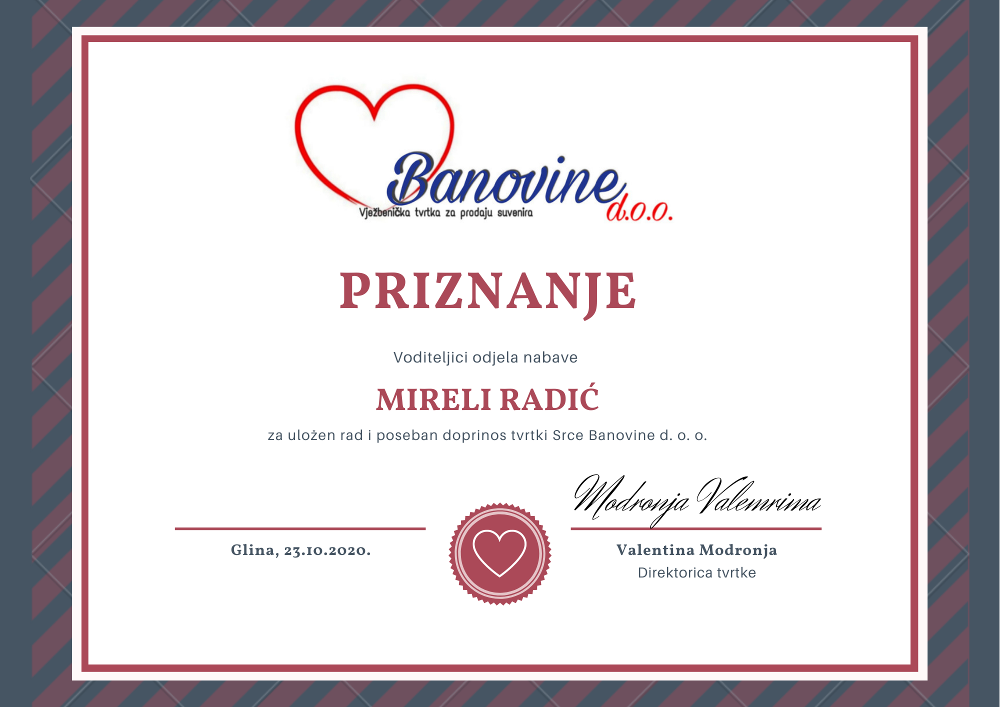 Banovine
d.o.o.
Vježbenička tvrtka za prodaju suvenira
PRIZNANJE
Voditeljici odjela nabave
MIRELI RADIĆ
za uložen rad i poseban doprinos tvrtki Srce Banovine d. o. o.
Modronja Valemrima
Glina, 23.10.2020.
Valentina Modronja
Direktorica tvrtke